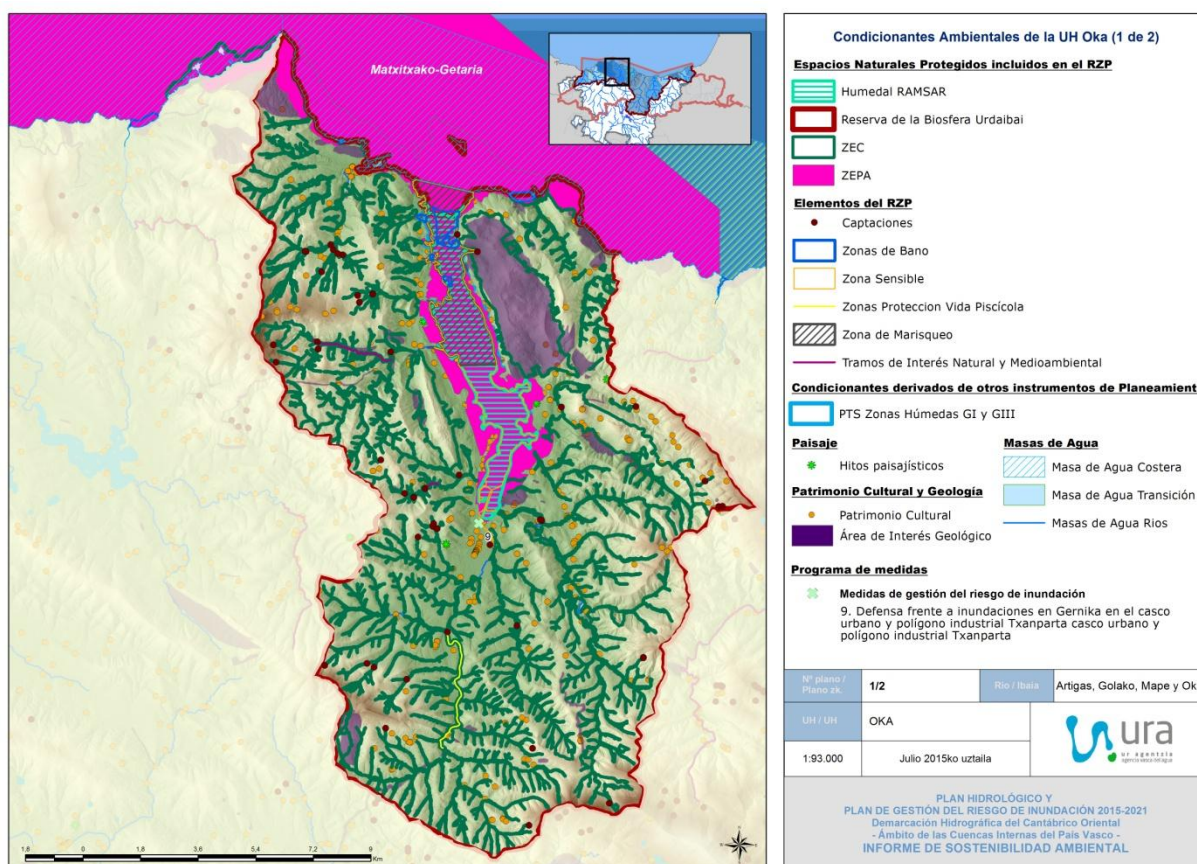 Matxitxako-Getaria
9
1,8 0 1,8 3,6 5,4 7,2 9
Km
Condicionantes Ambientales de la UH Oka (1 de 2)
Espacios Naturales Protegidos incluidos en el RZP
Humedal RAMSAR
Reserva de la Biosfera Urdaibai
ZEC
ZEPA
Elementos del RZP
Captaciones
Zonas de Bano
Zona Sensible
Zonas Proteccion Vida Piscícola
Zona de Marisqueo
Tramos de Interés Natural y Medioambiental
Condicionantes derivados de otros instrumentos de Planeamient
PTS Zonas Húmedas GI y GIII
Paisaje
Hitos paisajísticos
Patrimonio Cultural y Geología
Patrimonio Cultural
Área de Interés Geológico
Masas de Agua
Masa de Agua Costera
Masa de Agua Transición
Masas de Agua Rios
Programa de medidas
Medidas de gestión del riesgo de inundación
9. Defensa frente a inundaciones en Gernika en el casco
urbano y polígono industrial Txanparta casco urbano y
polígono industrial Txanparta
Nº plano / Plano zk. 1/2 Rio / Ibaia Artigas, Golako, Mape y Ok
UH / UH OKA
1:93.000 Julio 2015ko uztaila
ura
ur agentzia
agencia vasca del agua
PLAN HIDROLÓGICO Y
PLAN DE GESTIÓN DEL RIESGO DE INUNDACIÓN 2015-2021
Demarcación Hidrográfica del Cantábrico Oriental
- Ámbito de las Cuencas Internas del País Vasco -
INFORME DE SOSTENIBILIDAD AMBIENTAL